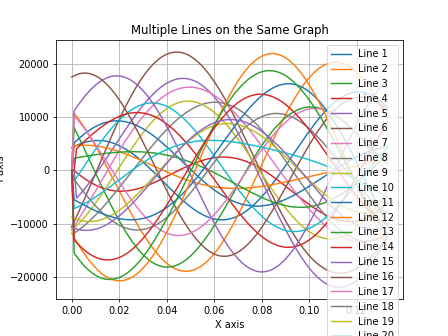 Multiple Lines on the Same Graph
20000
10000
0
−10000
−20000
0.00
0.02
0.04
0.06
0.08
0.10
X axis
Line 1
Line 2
Line 3
Line 4
Line 5
Line 6
Line 7
Line 8
Line 9
Line 10
Line 11
Line 12
Line 13
Line 14
Line 15
Line 16
Line 17
Line 18
Line 19
Line 20